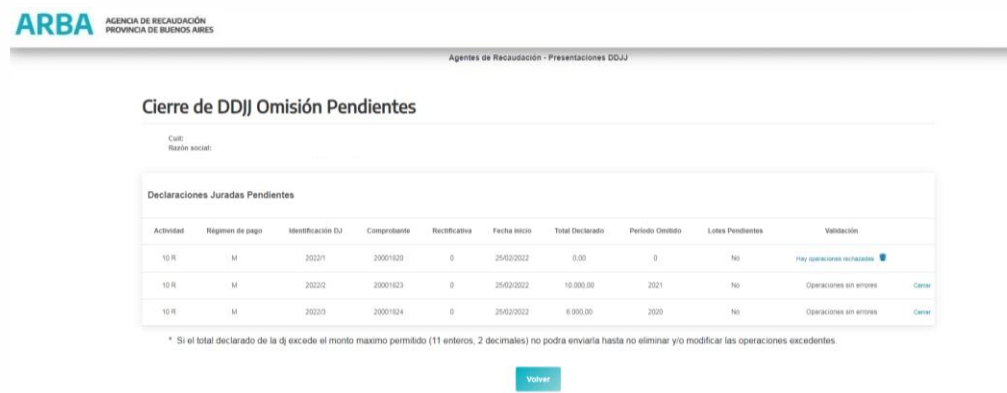 ARBA AGENCIA DE RECAUDACIÓN
PROVINCIA DE BUENOS AIRES
Agentes de Recaudación - Presentaciones DDJJ
Cierre de DDJJ Omisión Pendientes
Cuit:
Razón social:
Declaraciones Juradas Pendientes
Actividad Régimen de pago Identificación DJ Comprobante Rectificativa Fecha inicio Total Declarado Período Omitido Lotes Pendientes Validación
10 R M 2022/1 20001620 0 25/02/2022 0,00 0 No Hay operaciones rechazadas
10 R M 2022/2 20001623 0 25/02/2022 10.000,00 2021 No Operaciones sin errores Cerrar
10 R M 2022/3 20001624 0 25/02/2022 6.000,00 2020 No Operaciones sin errores Cerrar
* Si el total declarado de la dj excede el monto maximo permitido (11 enteros, 2 decimales) no podra enviarla hasta no eliminar y/o modificar las operaciones excedentes.
Volver